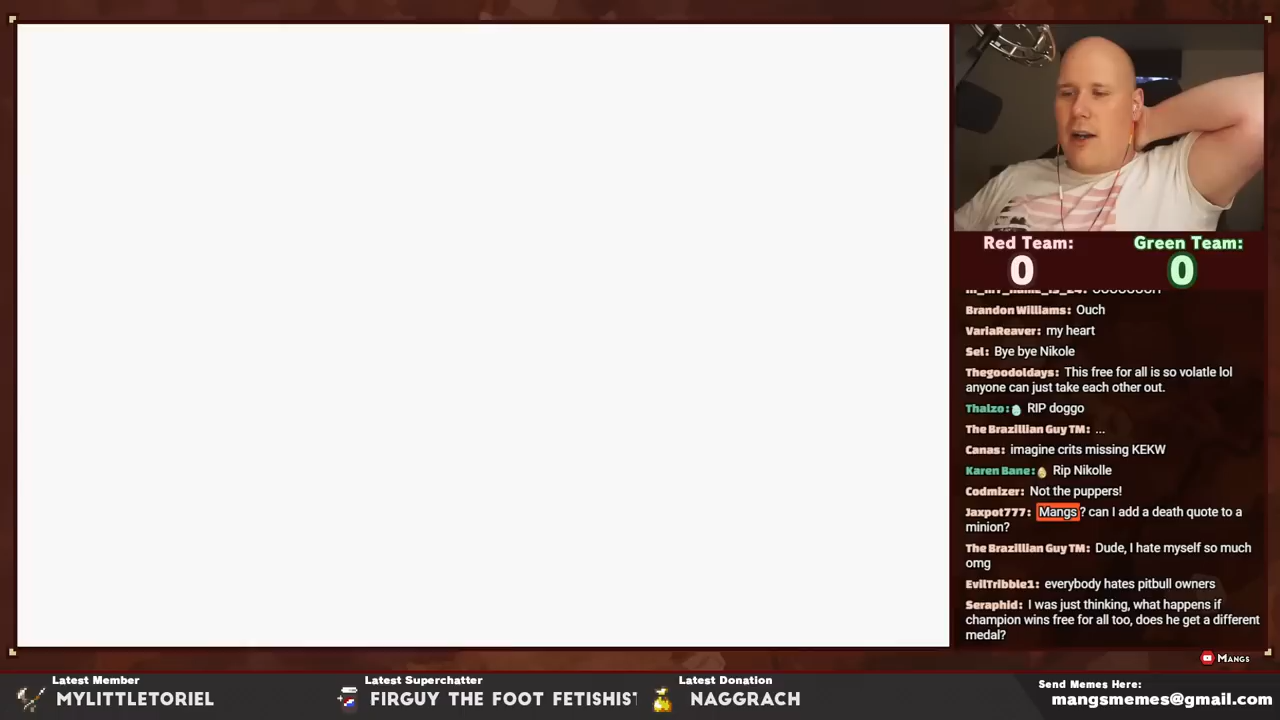 Red Team: Green Team:
0 0
Brandon Williams: Ouch
VariaReaver: my heart
Sel: Bye bye Nikole
Thegoodoldays: This free for all is so volatle lol
anyone can just take each other out.
Thalzo: RIP doggo
The Brazillian Guy TM: ...
Canas: imagine crits missing KEKW
Karen Bane: Rip Nikolle
Codmizer: Not the puppers!
Jaxpot777: Mangs? can I add a death quote to a
minion?
The Brazillian Guy TM: Dude, I hate myself so much
omg
EvilTribble1: everybody hates pitbull owners
Seraphid: I was just thinking, what happens if
champion wins free for all too, does he get a different
medal?
Mangs
Latest Member
MYLITTLETORIEL
Latest Superchatter
FIRGUY THE FOOT FETISHIST
Latest Donation
NAGGRACH
Send Memes Here:
mangsmemes@gmail.com